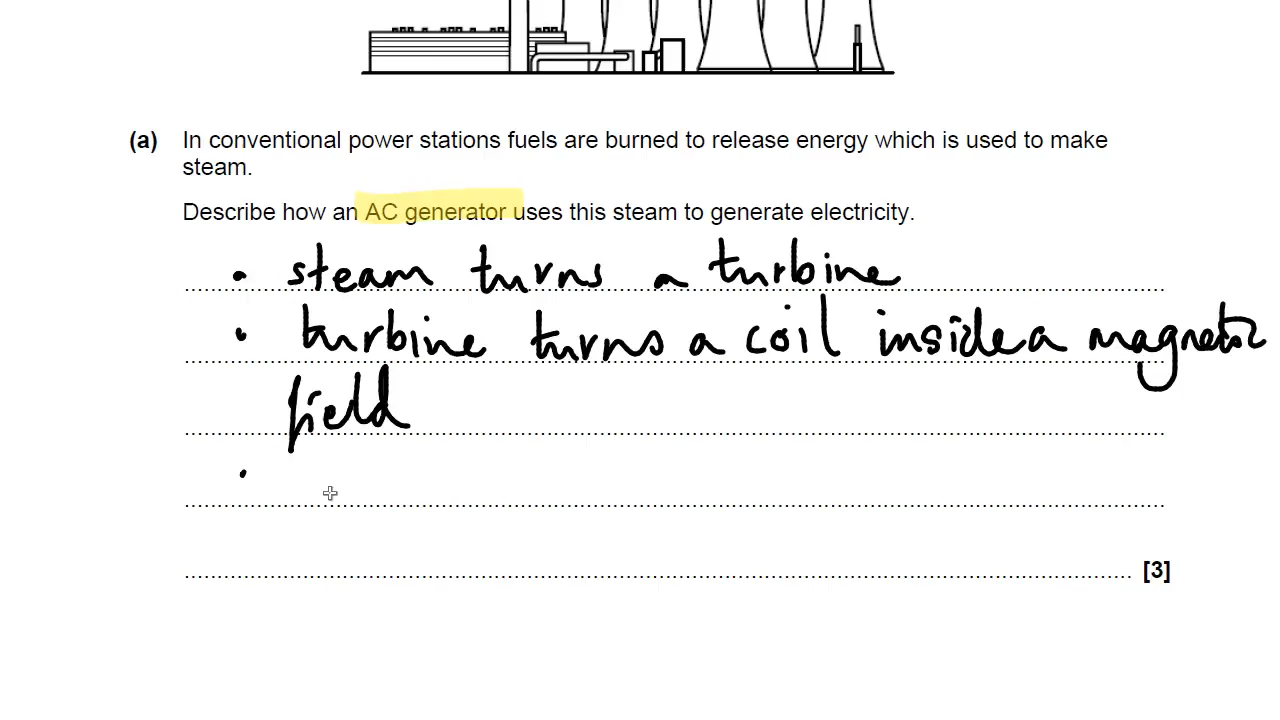 (a) In conventional power stations fuels are burned to release energy which is used to make
steam.
Describe how an AC generator uses this steam to generate electricity.
• steam turns a turbine
• turbine turns a coil inside a magnetic
field
•
[3]